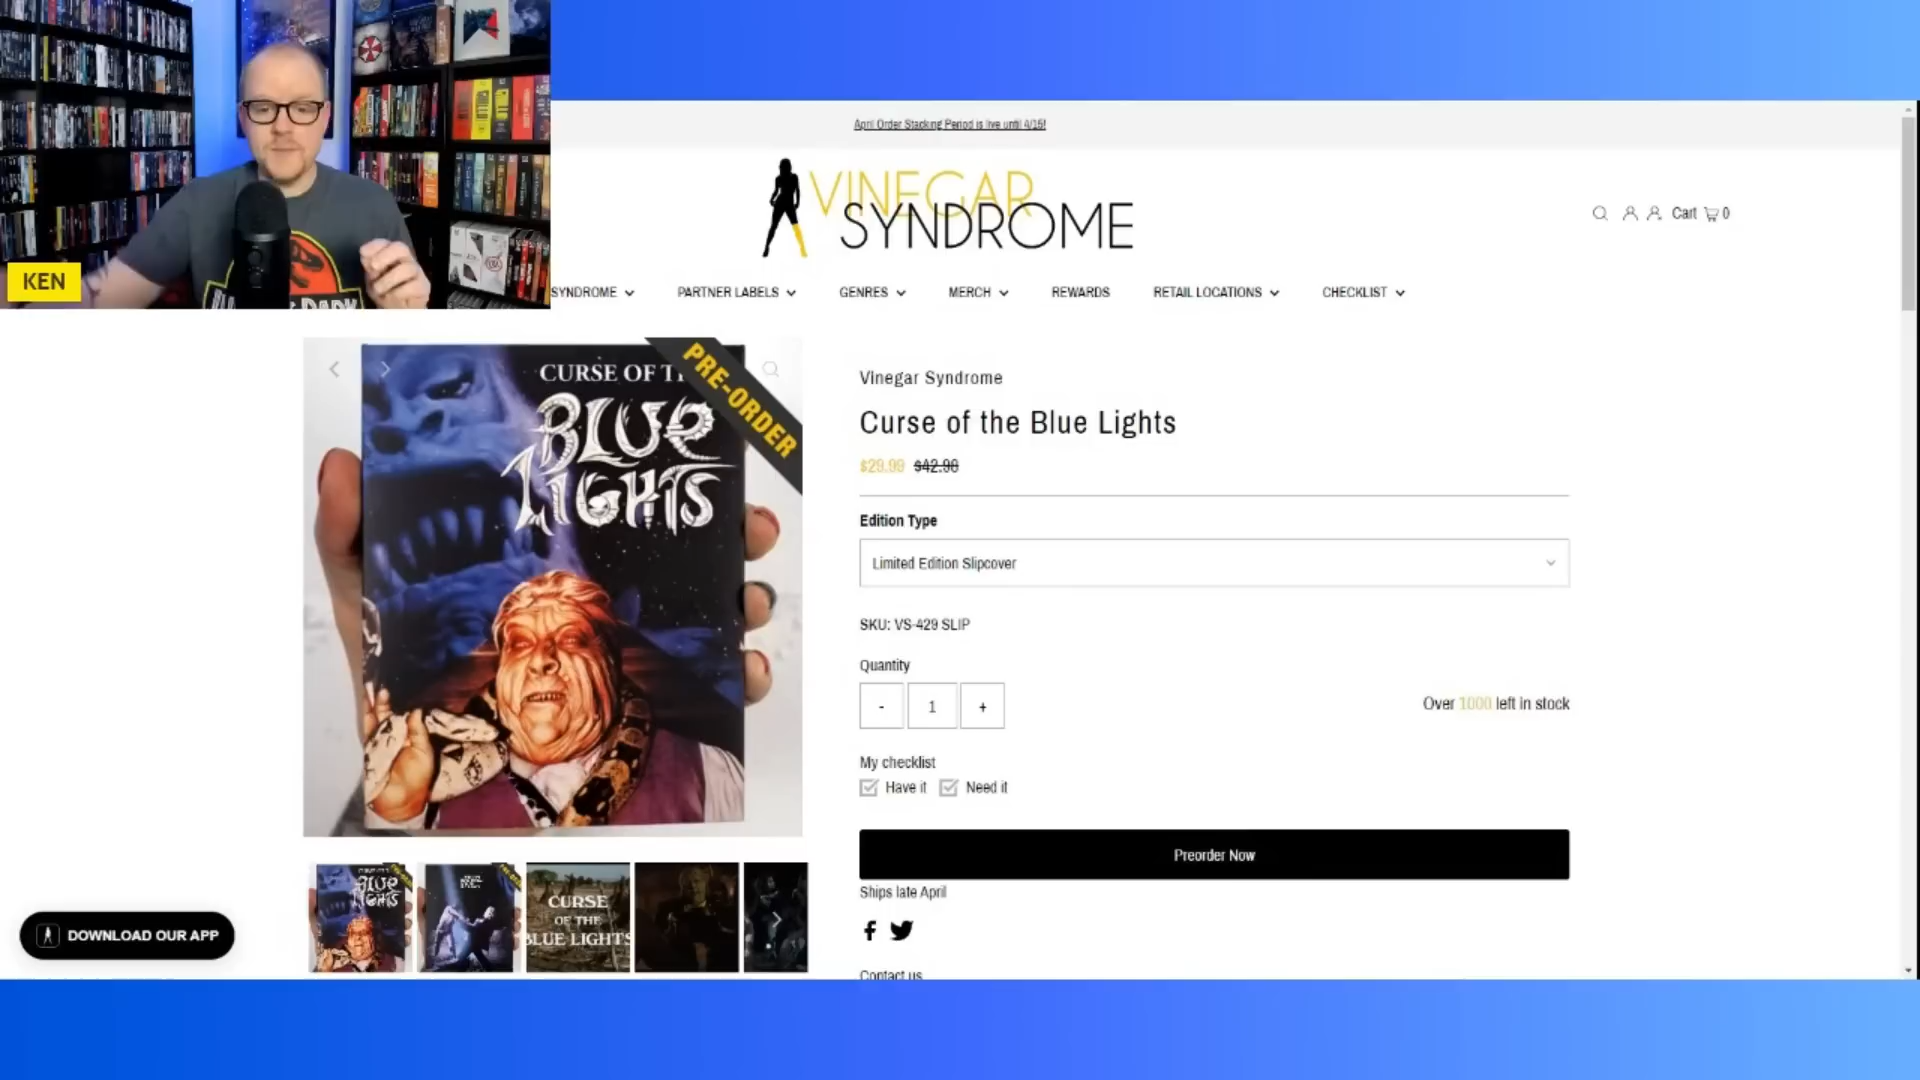 KEN
April Order Stacking Period is live until 4/15!
VINEGAR
SYNDROME
Cart 0
SYNDROME
PARTNER LABELS
GENRES
MERCH
REWARDS
RETAIL LOCATIONS
CHECKLIST
CURSE OF T
BLUE
LIGHTS
PRE-ORDER
Vinegar Syndrome
Curse of the Blue Lights
$29.99 $42.98
Edition Type
Limited Edition Slipcover
SKU: VS-429 SLIP
Quantity
- 1 +
Over 1000 left in stock
My checklist
Have it Need it
Preorder Now
Ships late April
Contact us
BLUE
LIGHTS
CURSE
OF THE
BLUE LIGHTS
DOWNLOAD OUR APP